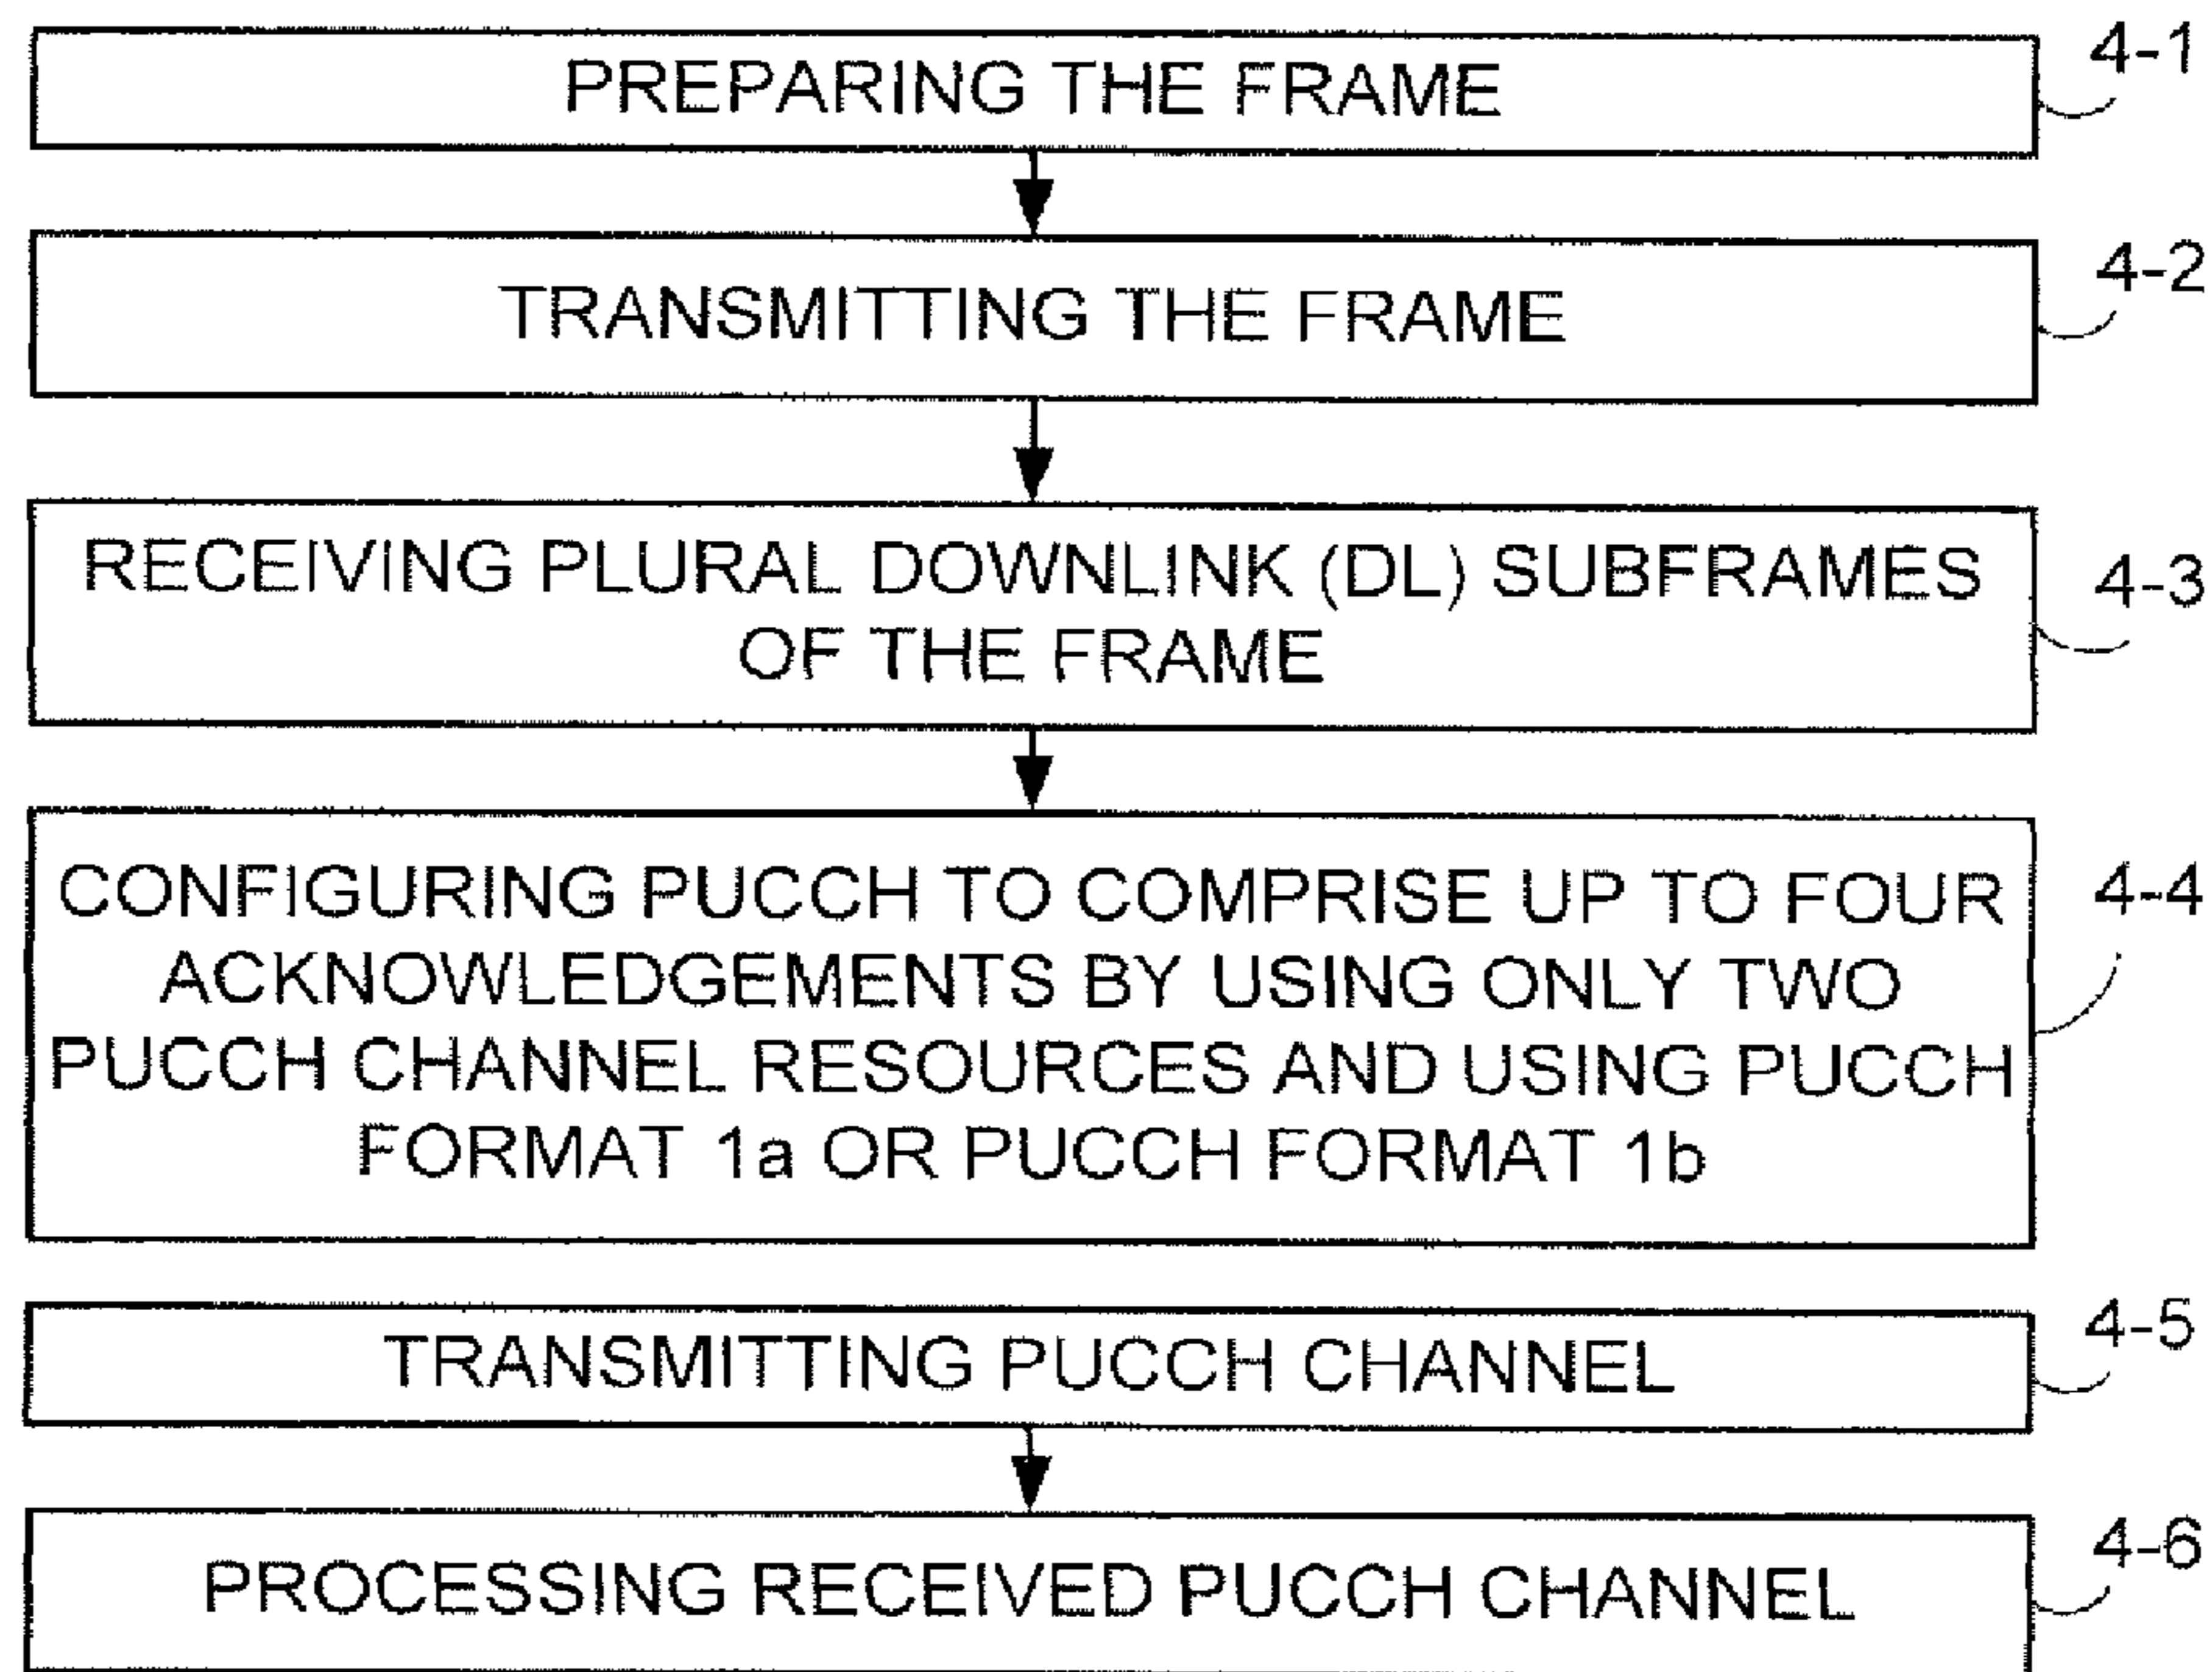 PREPARING THE FRAME
4-1
TRANSMITTING THE FRAME
4-2
RECEIVING PLURAL DOWNLINK (DL) SUBFRAMES
OF THE FRAME
4-3
CONFIGURING PUCCH TO COMPRISE UP TO FOUR
ACKNOWLEDGEMENTS BY USING ONLY TWO
PUCCH CHANNEL RESOURCES AND USING PUCCH
FORMAT 1a OR PUCCH FORMAT 1b
4-4
TRANSMITTING PUCCH CHANNEL
4-5
PROCESSING RECEIVED PUCCH CHANNEL
4-6